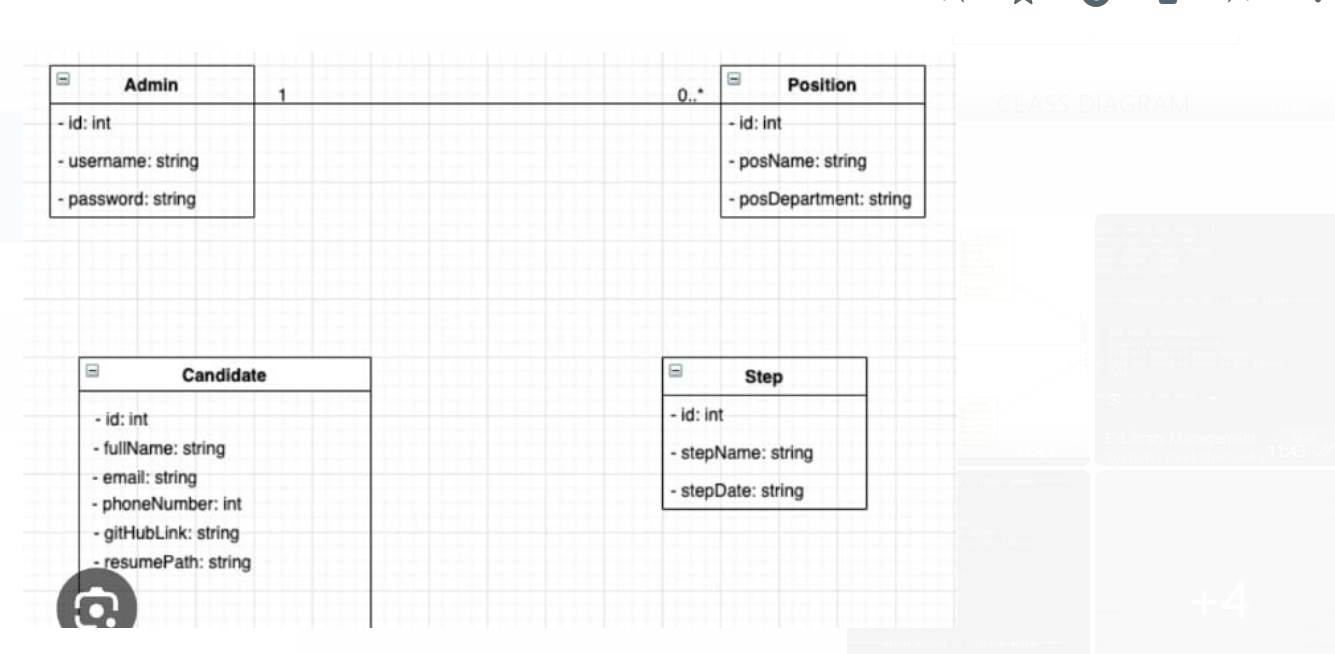 Admin
1
0..*
Position
- id: int
- username: string
- password: string
- id: int
- posName: string
- posDepartment: string
CLASS DIAGRAM
Candidate
- id: int
- fullName: string
- email: string
- phoneNumber: int
- gitHubLink: string
- resumePath: string
Step
- id: int
- stepName: string
- stepDate: string
E-Library Management
System - GeeksforGeeks
11:43
+4